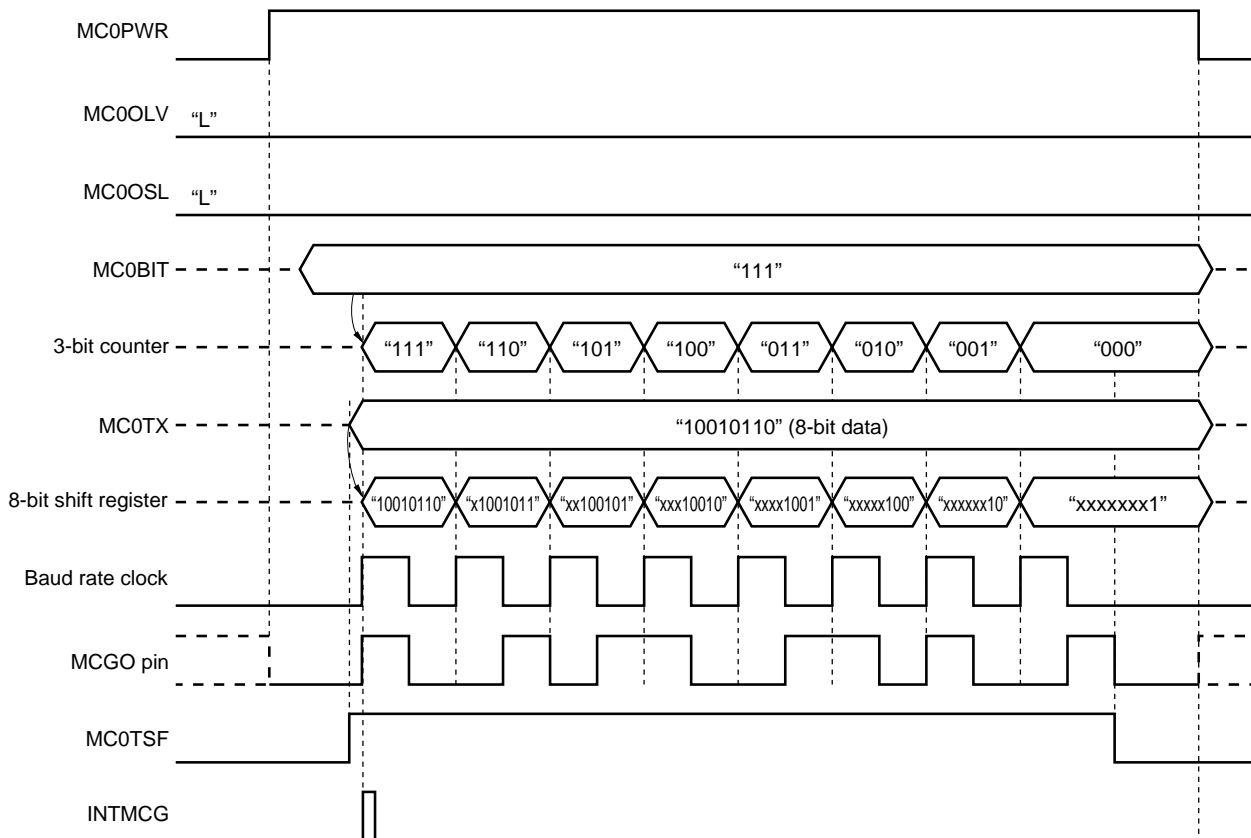 MC0PWR
MC0OLV “L”
MC0OSL “L”
MC0BIT “111”
3-bit counter “111” “110” “101” “100” “011” “010” “001” “000”
MC0TX “10010110” (8-bit data)
8-bit shift register “10010110” “x1001011” “xx100101” “xxx10010” “xxxx1001” “xxxxx100” “xxxxxx10” “xxxxxxx1”
Baud rate clock
MCGO pin
MC0TSF
INTMCG